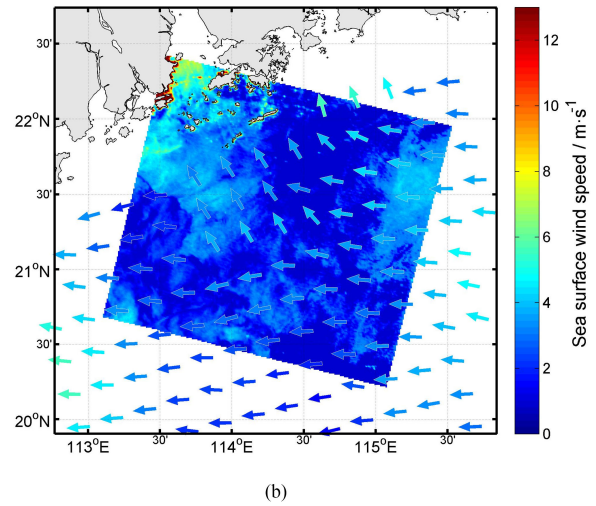 30'
22°N
30'
21°N
30'
20°N
113°E 30' 114°E 30' 115°E 30'
12
10
8
6
4
2
0
Sea surface wind speed / m·s⁻¹
(b)